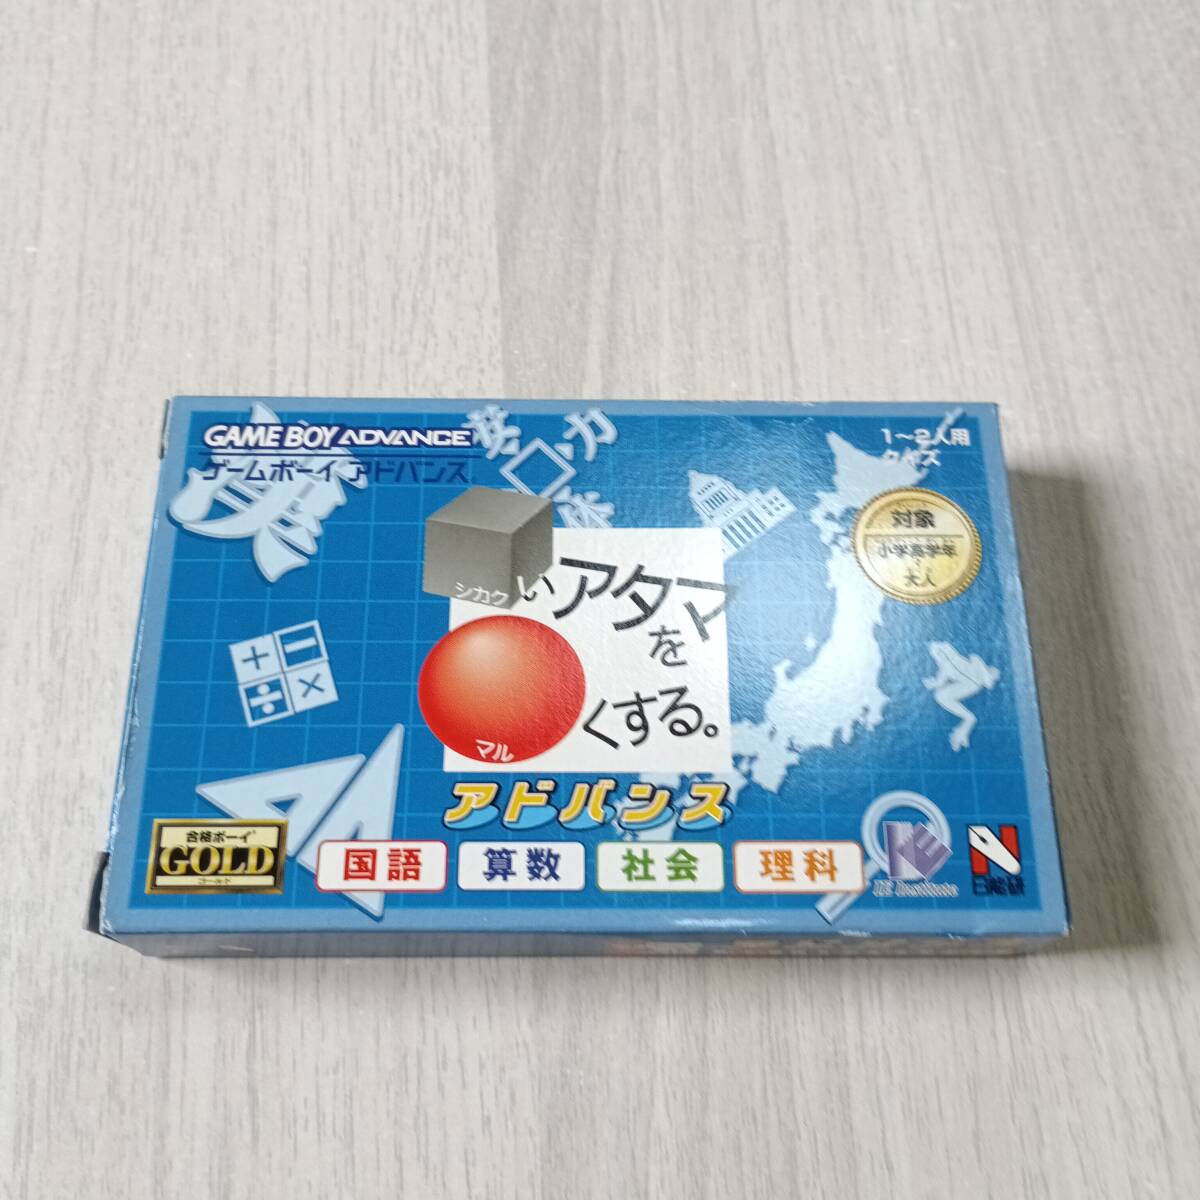 GAME BOY ADVANCE
ゲームボーイ アドバンス
1〜2人用
クイズ
対象
小学高学年
大人
シカク
いアタマ
を
マル
くする。
アドバンス
合格ボーイ
GOLD
ゴールド
国語
算数
社会
理科
IE Institute
日能研